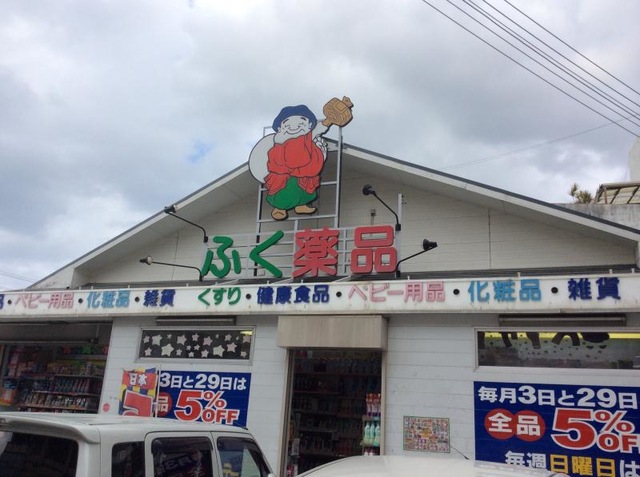 ふく薬品
ベビー用品・化粧品・雑貨 くすり・健康食品・ベビー用品・化粧品・雑貨
3日と29日は
5%OFF
日本
毎月3日と29日
全品 5%OFF
毎週日曜日は